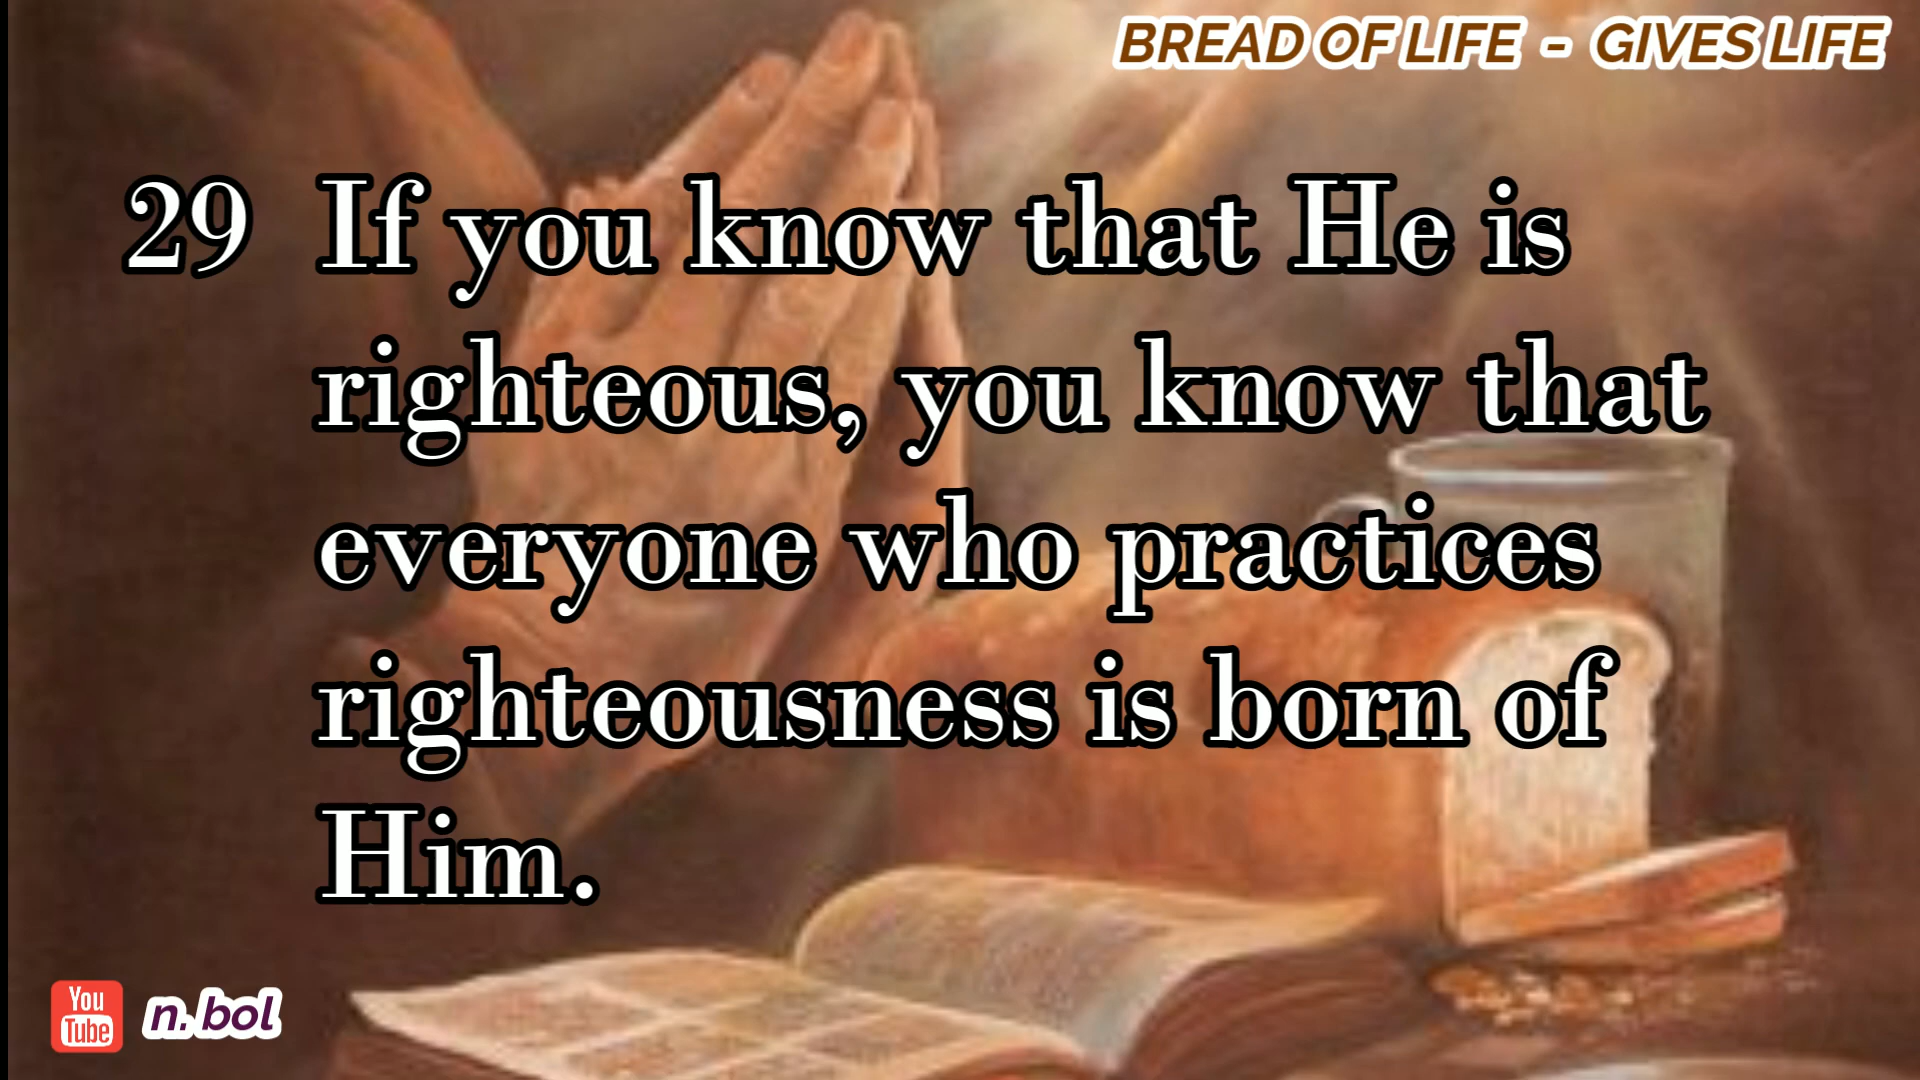 BREAD OF LIFE - GIVES LIFE
29 If you know that He is
righteous, you know that
everyone who practices
righteousness is born of
Him.
You
Tube
n. bol